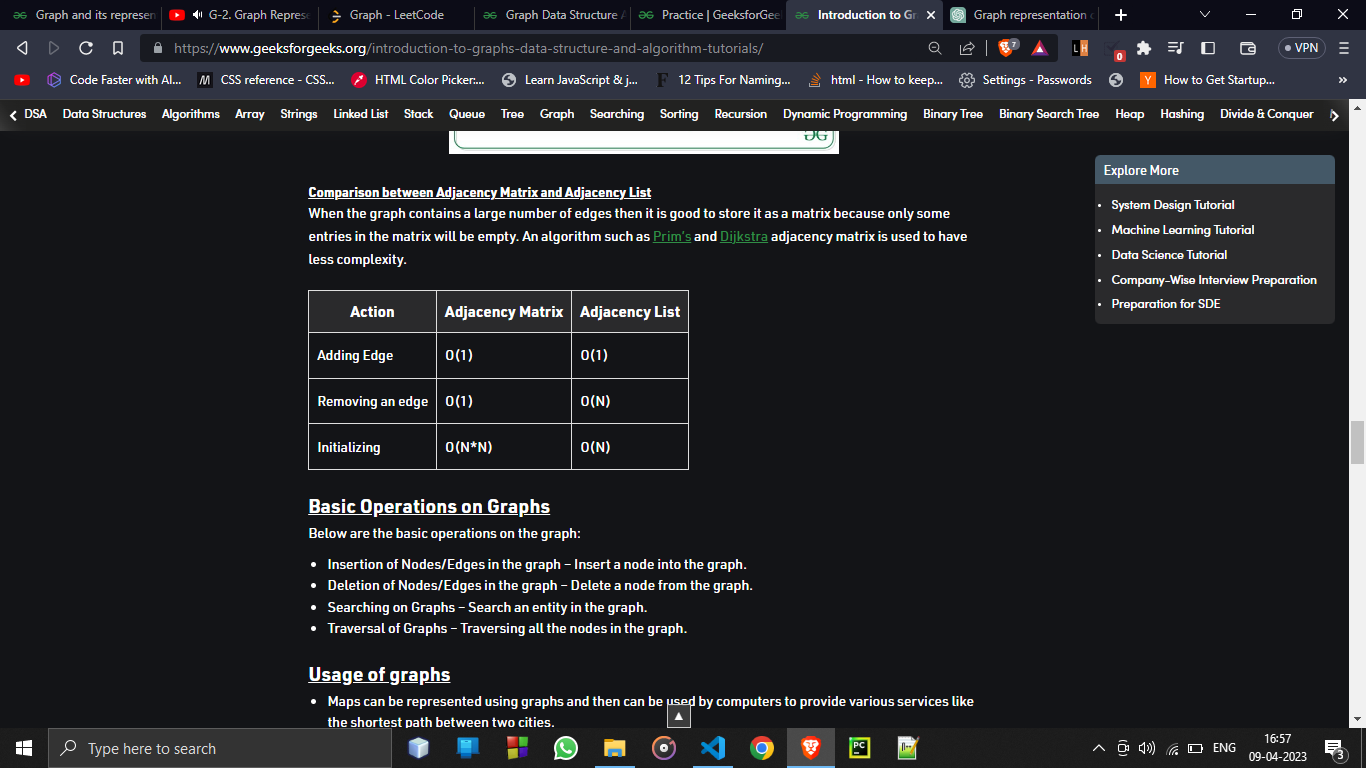 Graph and its represen
G-2. Graph Represe
Graph - LeetCode
Graph Data Structure A
Practice | GeeksforGee
Introduction to Gr
Graph representation o
https://www.geeksforgeeks.org/introduction-to-graphs-data-structure-and-algorithm-tutorials/
7
LH
0
VPN
Code Faster with AI...
CSS reference - CSS...
HTML Color Picker:...
Learn JavaScript & j...
12 Tips For Naming...
html - How to keep...
Settings - Passwords
How to Get Startup...
DSA Data Structures Algorithms Array Strings Linked List Stack Queue Tree Graph Searching Sorting Recursion Dynamic Programming Binary Tree Binary Search Tree Heap Hashing Divide & Conquer
Comparison between Adjacency Matrix and Adjacency List
When the graph contains a large number of edges then it is good to store it as a matrix because only some
entries in the matrix will be empty. An algorithm such as Prim's and Dijkstra adjacency matrix is used to have
less complexity.
Action Adjacency Matrix Adjacency List
Adding Edge O(1) O(1)
Removing an edge O(1) O(N)
Initializing O(N*N) O(N)
Basic Operations on Graphs
Below are the basic operations on the graph:
• Insertion of Nodes/Edges in the graph – Insert a node into the graph.
• Deletion of Nodes/Edges in the graph – Delete a node from the graph.
• Searching on Graphs – Search an entity in the graph.
• Traversal of Graphs – Traversing all the nodes in the graph.
Usage of graphs
• Maps can be represented using graphs and then can be used by computers to provide various services like
the shortest path between two cities.
Explore More
• System Design Tutorial
• Machine Learning Tutorial
• Data Science Tutorial
• Company-Wise Interview Preparation
• Preparation for SDE
Type here to search
PC
ENG
16:57
09-04-2023
3